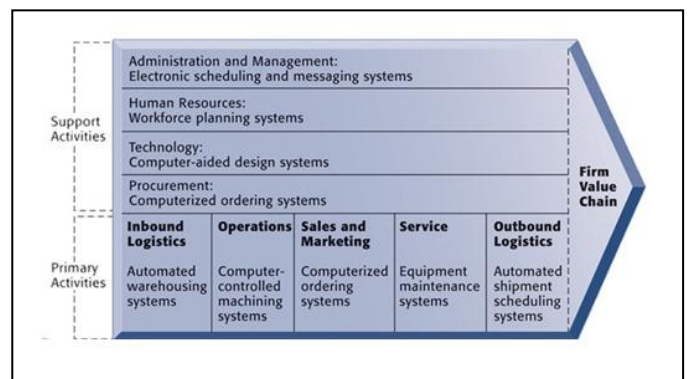 Administration and Management:
Electronic scheduling and messaging systems
Human Resources:
Workforce planning systems
Support
Activities
Technology:
Computer-aided design systems
Procurement:
Computerized ordering systems
Firm
Value
Chain
Primary
Activities
Inbound
Logistics
Automated
warehousing
systems
Operations
Computer-
controlled
machining
systems
Sales and
Marketing
Computerized
ordering
systems
Service
Equipment
maintenance
systems
Outbound
Logistics
Automated
shipment
scheduling
systems